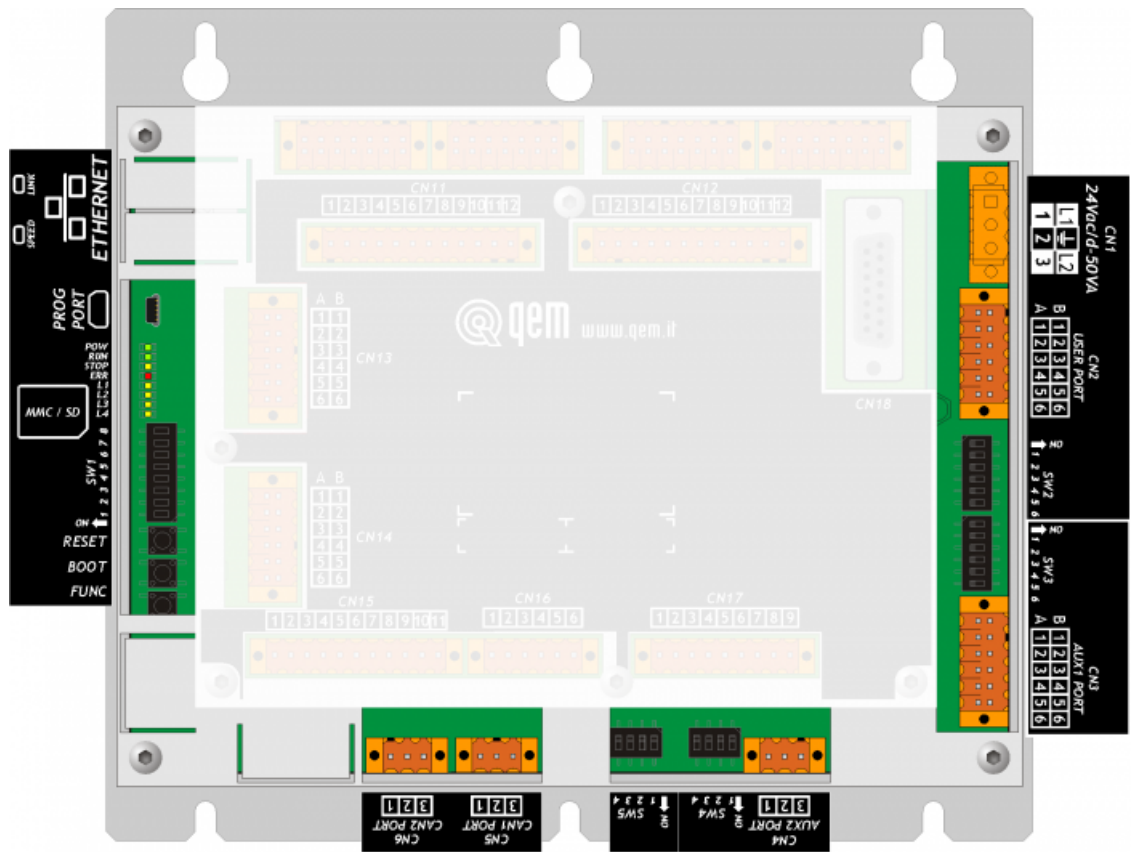 LINK
SPEED
ETHERNET
PROG
PORT
POW
RUN
STOP
ERR
L1
L2
L3
L4
MMC / SD
SW1
ON
1 2 3 4 5 6 7 8
RESET
BOOT
FUNC
CN11
1 2 3 4 5 6 7 8 9 10 11 12
CN12
1 2 3 4 5 6 7 8 9 10 11 12
A B
1 1
2 2
3 3
4 4
5 5
6 6
CN13
qem www.qem.it
CN18
A B
1 1
2 2
3 3
4 4
5 5
6 6
CN14
CN15
1 2 3 4 5 6 7 8 9 10 11
CN16
1 2 3 4 5 6
CN17
1 2 3 4 5 6 7 8 9
CN1
24Vac/d-50VA
L1 L2
1 2 3
CN2
USER PORT
A 1 2 3 4 5 6
B 1 2 3 4 5 6
ON
1 2 3 4 5 6
SW2
ON
1 2 3 4 5 6
SW3
CN3
AUX1 PORT
A 1 2 3 4 5 6
B 1 2 3 4 5 6
3 2 1
CAN2 PORT
CN6
3 2 1
CAN1 PORT
CN5
1 2 3 4
ON
SW5
1 2 3 4
ON
SW4
3 2 1
AUX2 PORT
CN4